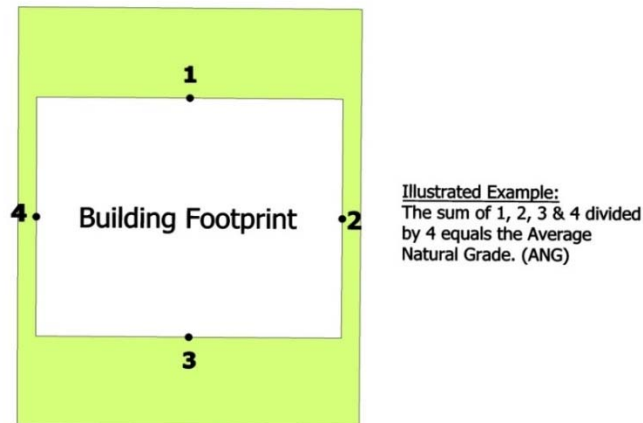 1
4
Building Footprint
2
3
Illustrated Example:
The sum of 1, 2, 3 & 4 divided
by 4 equals the Average
Natural Grade. (ANG)